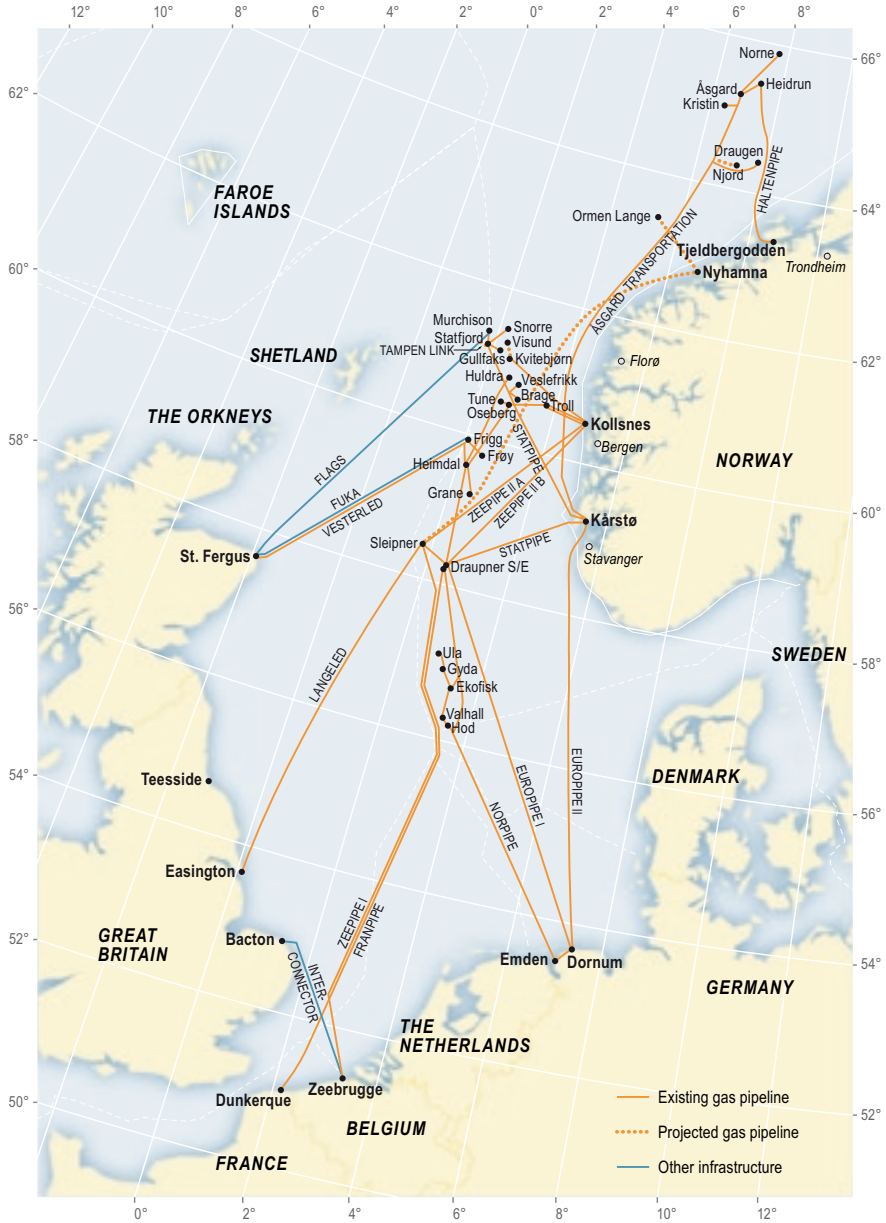 12°
10°
8°
6°
4°
2°
0°
2°
4°
6°
8°
Norne
66°
Åsgard
Heidrun
Kristin
62°
Draugen
Njord
HALTENPIPE
FAROE
ISLANDS
Ormen Lange
64°
Tjeldbergodden
Trondheim
Nyhamna
ÅSGARD TRANSPORTATION
60°
Murchison
Snorre
Statfjord
Visund
TAMPEN LINK
Gullfaks
Kvitebjørn
SHETLAND
Florø
62°
Huldra
Veslefrikk
Tune
Brage
Oseberg
Troll
THE ORKNEYS
Kollsnes
Bergen
58°
Frigg
Frøy
STATPIPE
FLAGS
Heimdal
NORWAY
Grane
FUKA
VESTERLED
ZEEPIPE II A
ZEEPIPE II B
60°
Kårstø
Sleipner
STATPIPE
Stavanger
St. Fergus
Draupner S/E
56°
Ula
SWEDEN
58°
Gyda
Ekofisk
LANGELED
Valhall
Hod
54°
Teesside
EUROPIPE I
EUROPIPE II
DENMARK
NORPIPE
56°
Easington
ZEEPIPE I
FRANPIPE
GREAT
BRITAIN
52°
Bacton
INTER-
CONNECTOR
Emden
Dornum
54°
GERMANY
THE
NETHERLANDS
50°
Dunkerque
Zeebrugge
BELGIUM
FRANCE
Existing gas pipeline
52°
Projected gas pipeline
Other infrastructure
0°
2°
4°
6°
8°
10°
12°